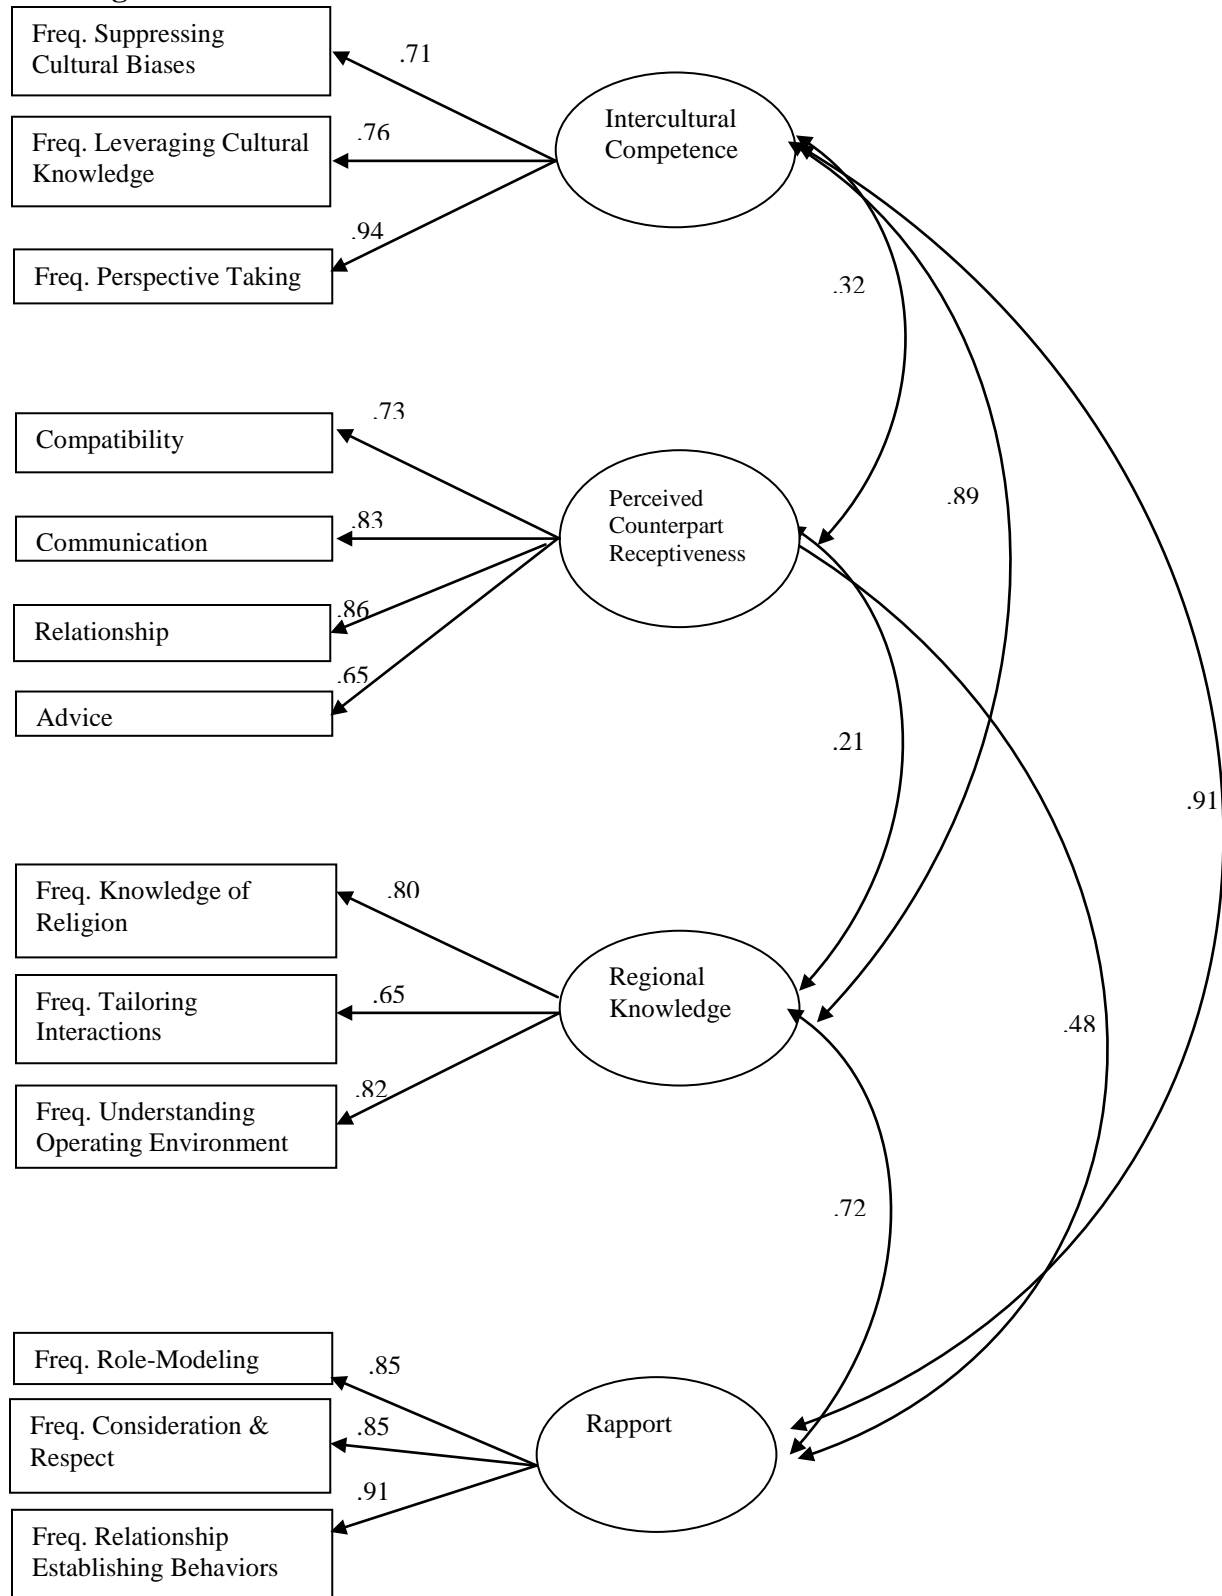 Freq. Suppressing
Cultural Biases
.71
Intercultural
Competence
Freq. Leveraging Cultural
Knowledge
.76
.94
Freq. Perspective Taking
.32
.73
Compatibility
.89
Perceived
Counterpart
Receptiveness
.83
Communication
.86
Relationship
.65
Advice
.21
.91
Freq. Knowledge of
Religion
.80
Regional
Knowledge
Freq. Tailoring
Interactions
.65
.48
.82
Freq. Understanding
Operating Environment
.72
Freq. Role-Modeling
.85
Freq. Consideration &
Respect
.85
Rapport
.91
Freq. Relationship
Establishing Behaviors